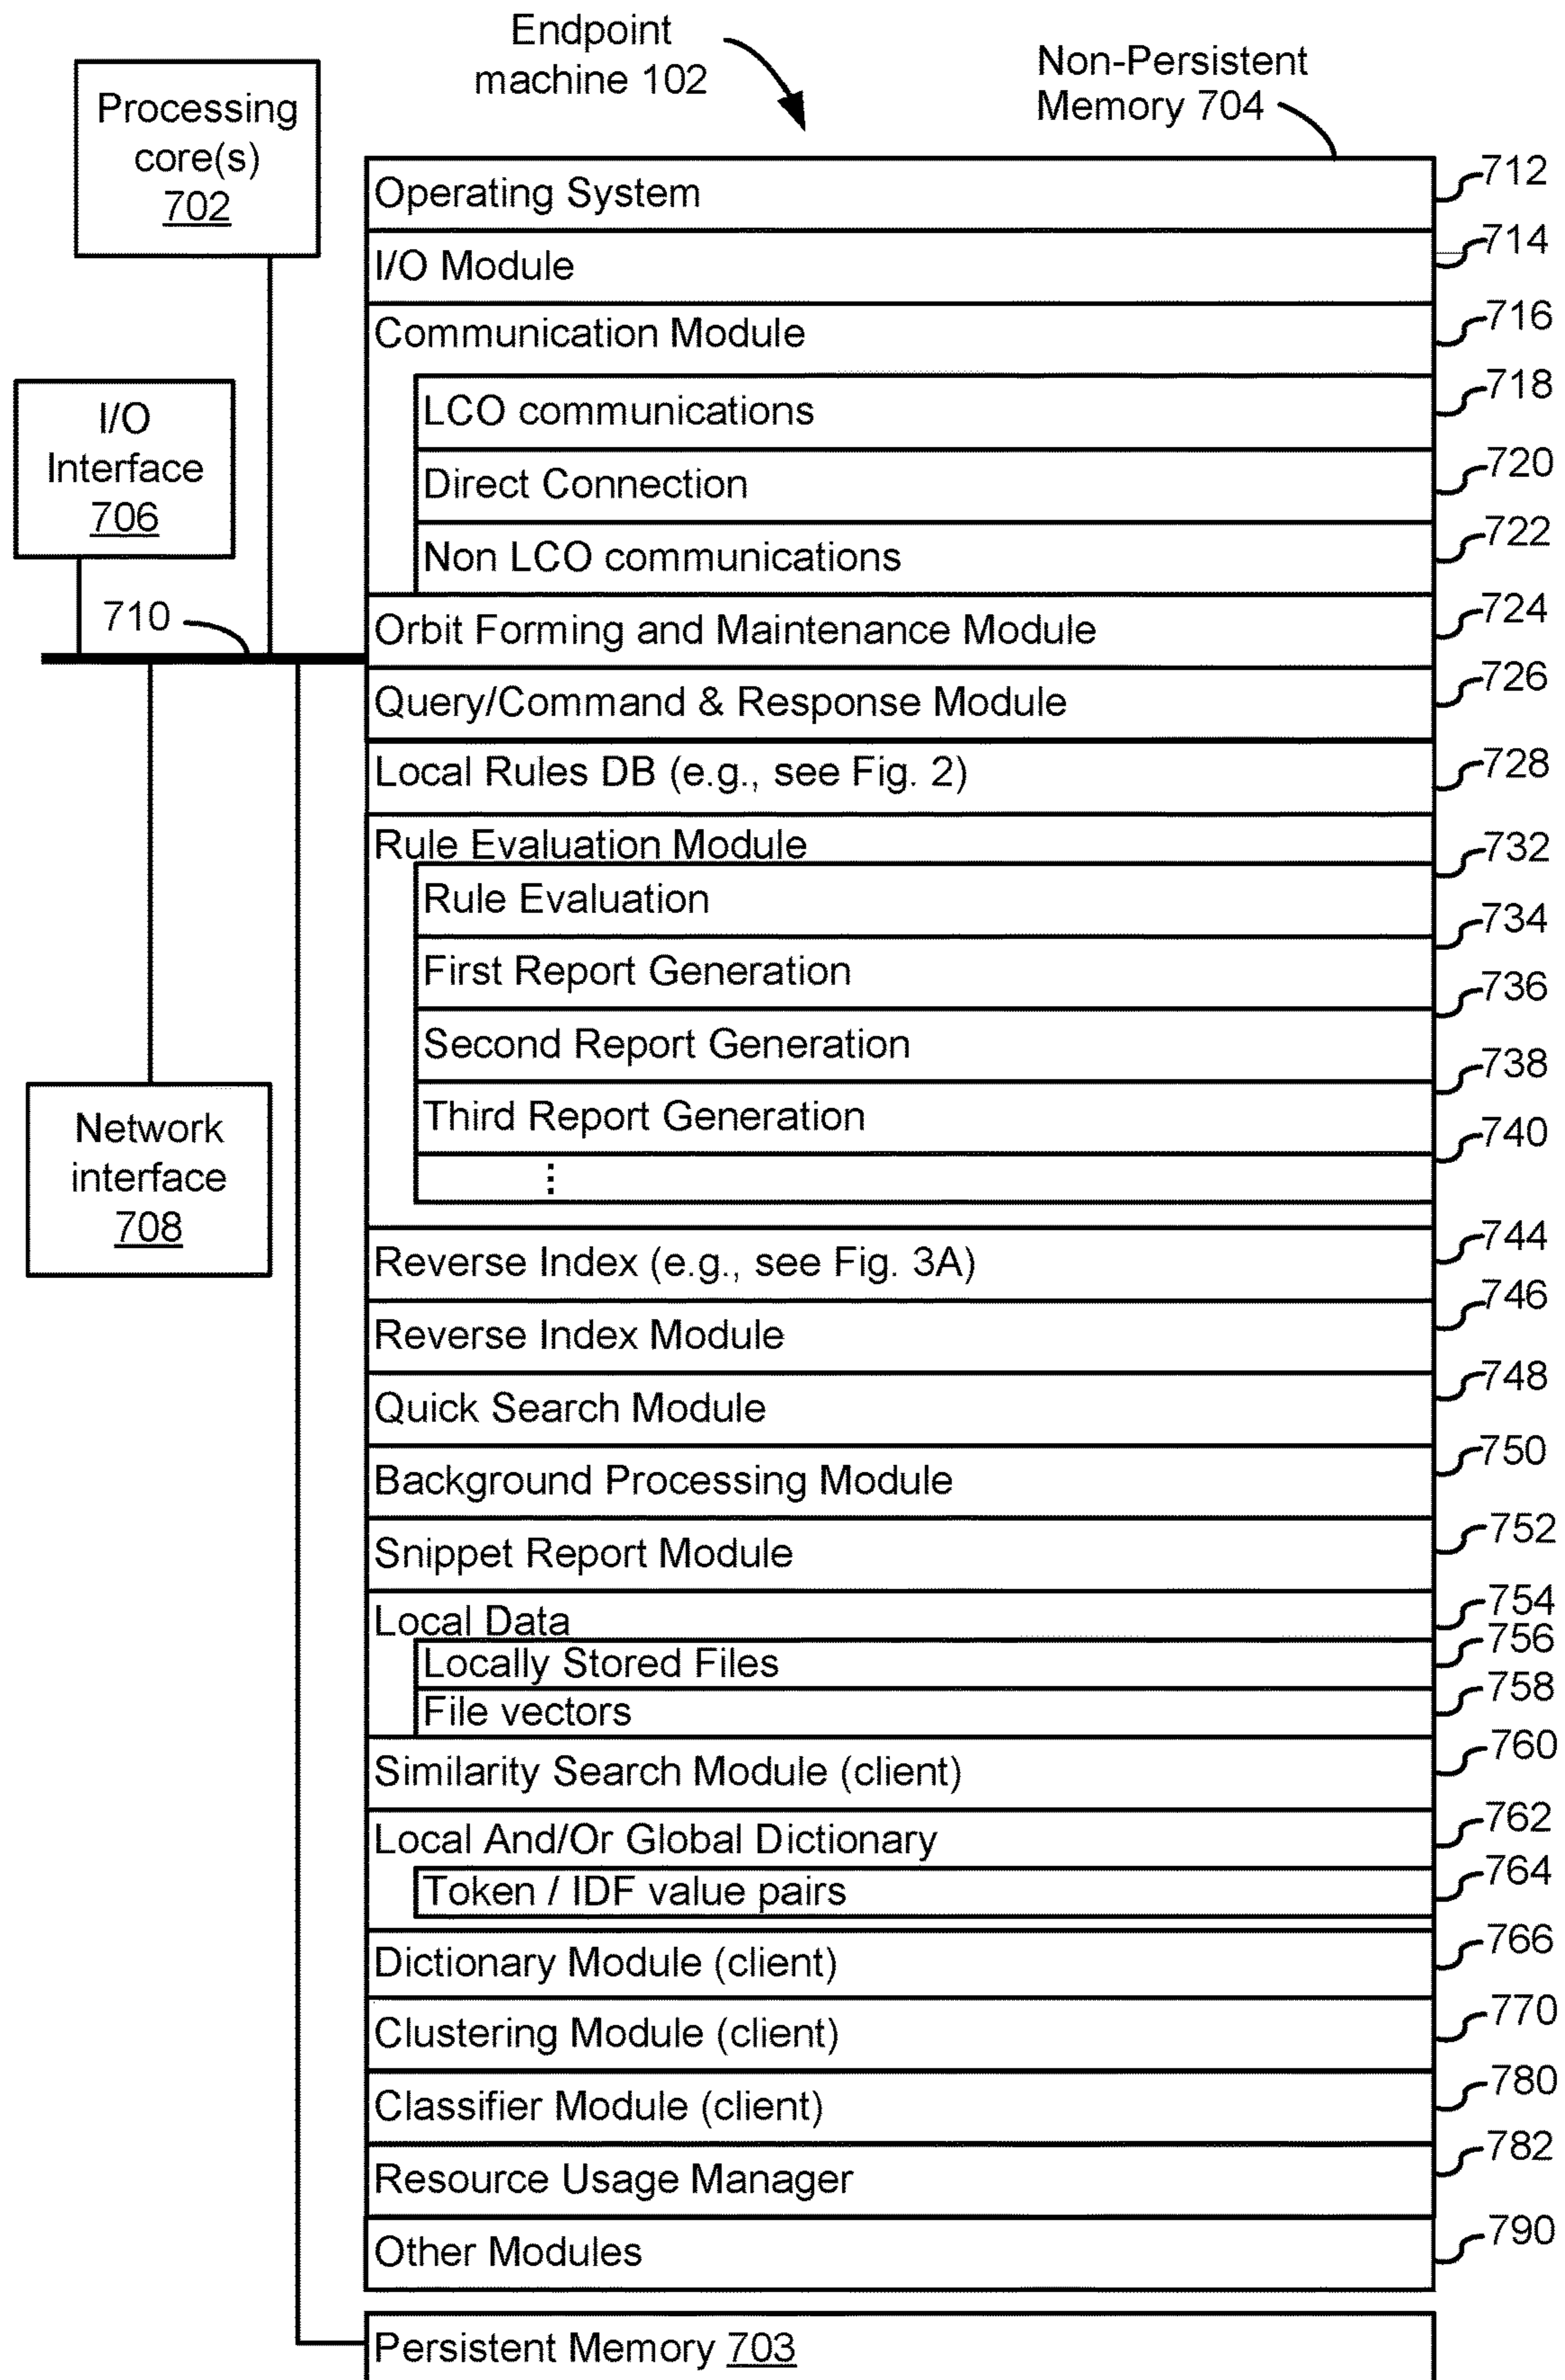 Endpoint
machine 102
Non-Persistent
Memory 704
Processing
core(s)
702
I/O
Interface
706
710
Network
interface
708
Operating System
712
I/O Module
714
Communication Module
716
LCO communications
718
Direct Connection
720
Non LCO communications
722
Orbit Forming and Maintenance Module
724
Query/Command & Response Module
726
Local Rules DB (e.g., see Fig. 2)
728
Rule Evaluation Module
732
Rule Evaluation
734
First Report Generation
736
Second Report Generation
738
Third Report Generation
740
⋮
Reverse Index (e.g., see Fig. 3A)
744
Reverse Index Module
746
Quick Search Module
748
Background Processing Module
750
Snippet Report Module
752
Local Data
754
Locally Stored Files
756
File vectors
758
Similarity Search Module (client)
760
Local And/Or Global Dictionary
762
Token / IDF value pairs
764
Dictionary Module (client)
766
Clustering Module (client)
770
Classifier Module (client)
780
Resource Usage Manager
782
Other Modules
790
Persistent Memory 703